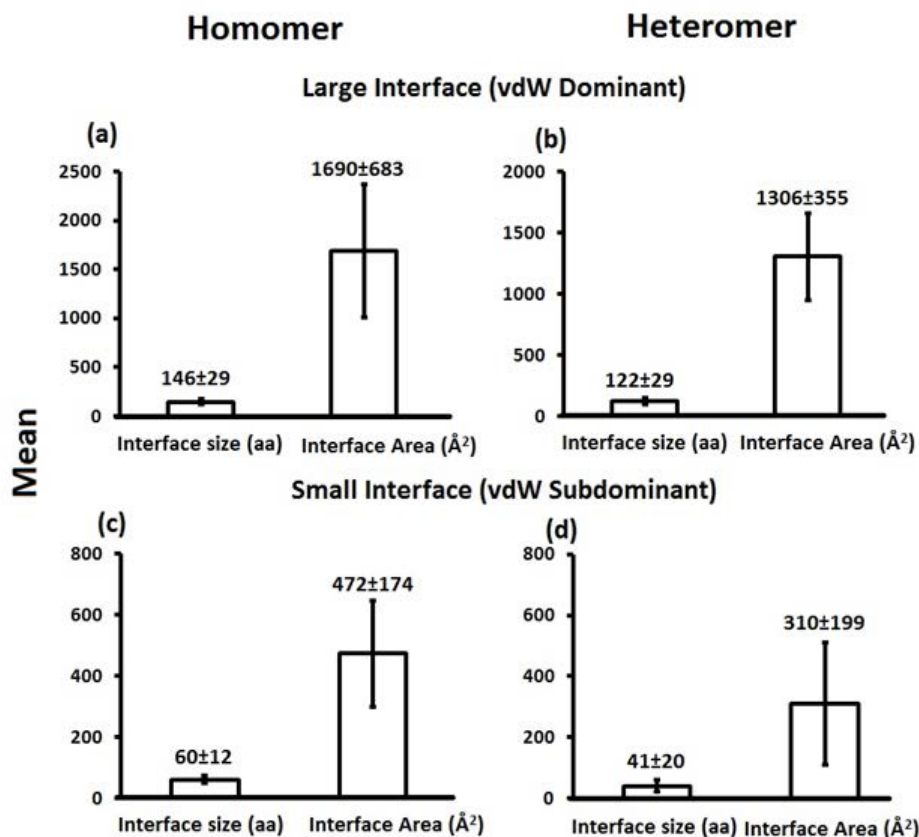 Homomer Heteromer
Large Interface (vdW Dominant)
(a) (b)
1690±683 1306±355
2500 2000
2000 1500
1500 1000
1000 500
500 0
0
146±29 122±29
Interface size (aa) Interface Area (Å²) Interface size (aa) Interface Area (Å²)
Mean
Small Interface (vdW Subdominant)
(c) (d)
800 800
600 600
400 400
200 200
0 0
472±174 310±199
60±12 41±20
Interface size (aa) Interface Area (Å²) Interface size (aa) Interface Area (Å²)